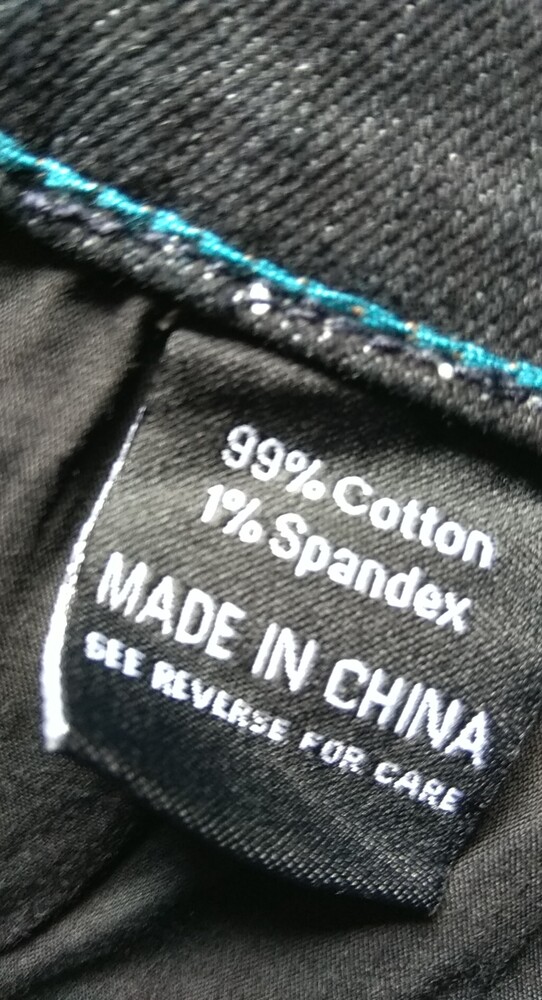 99% Cotton
1% Spandex
MADE IN CHINA
SEE REVERSE FOR CARE